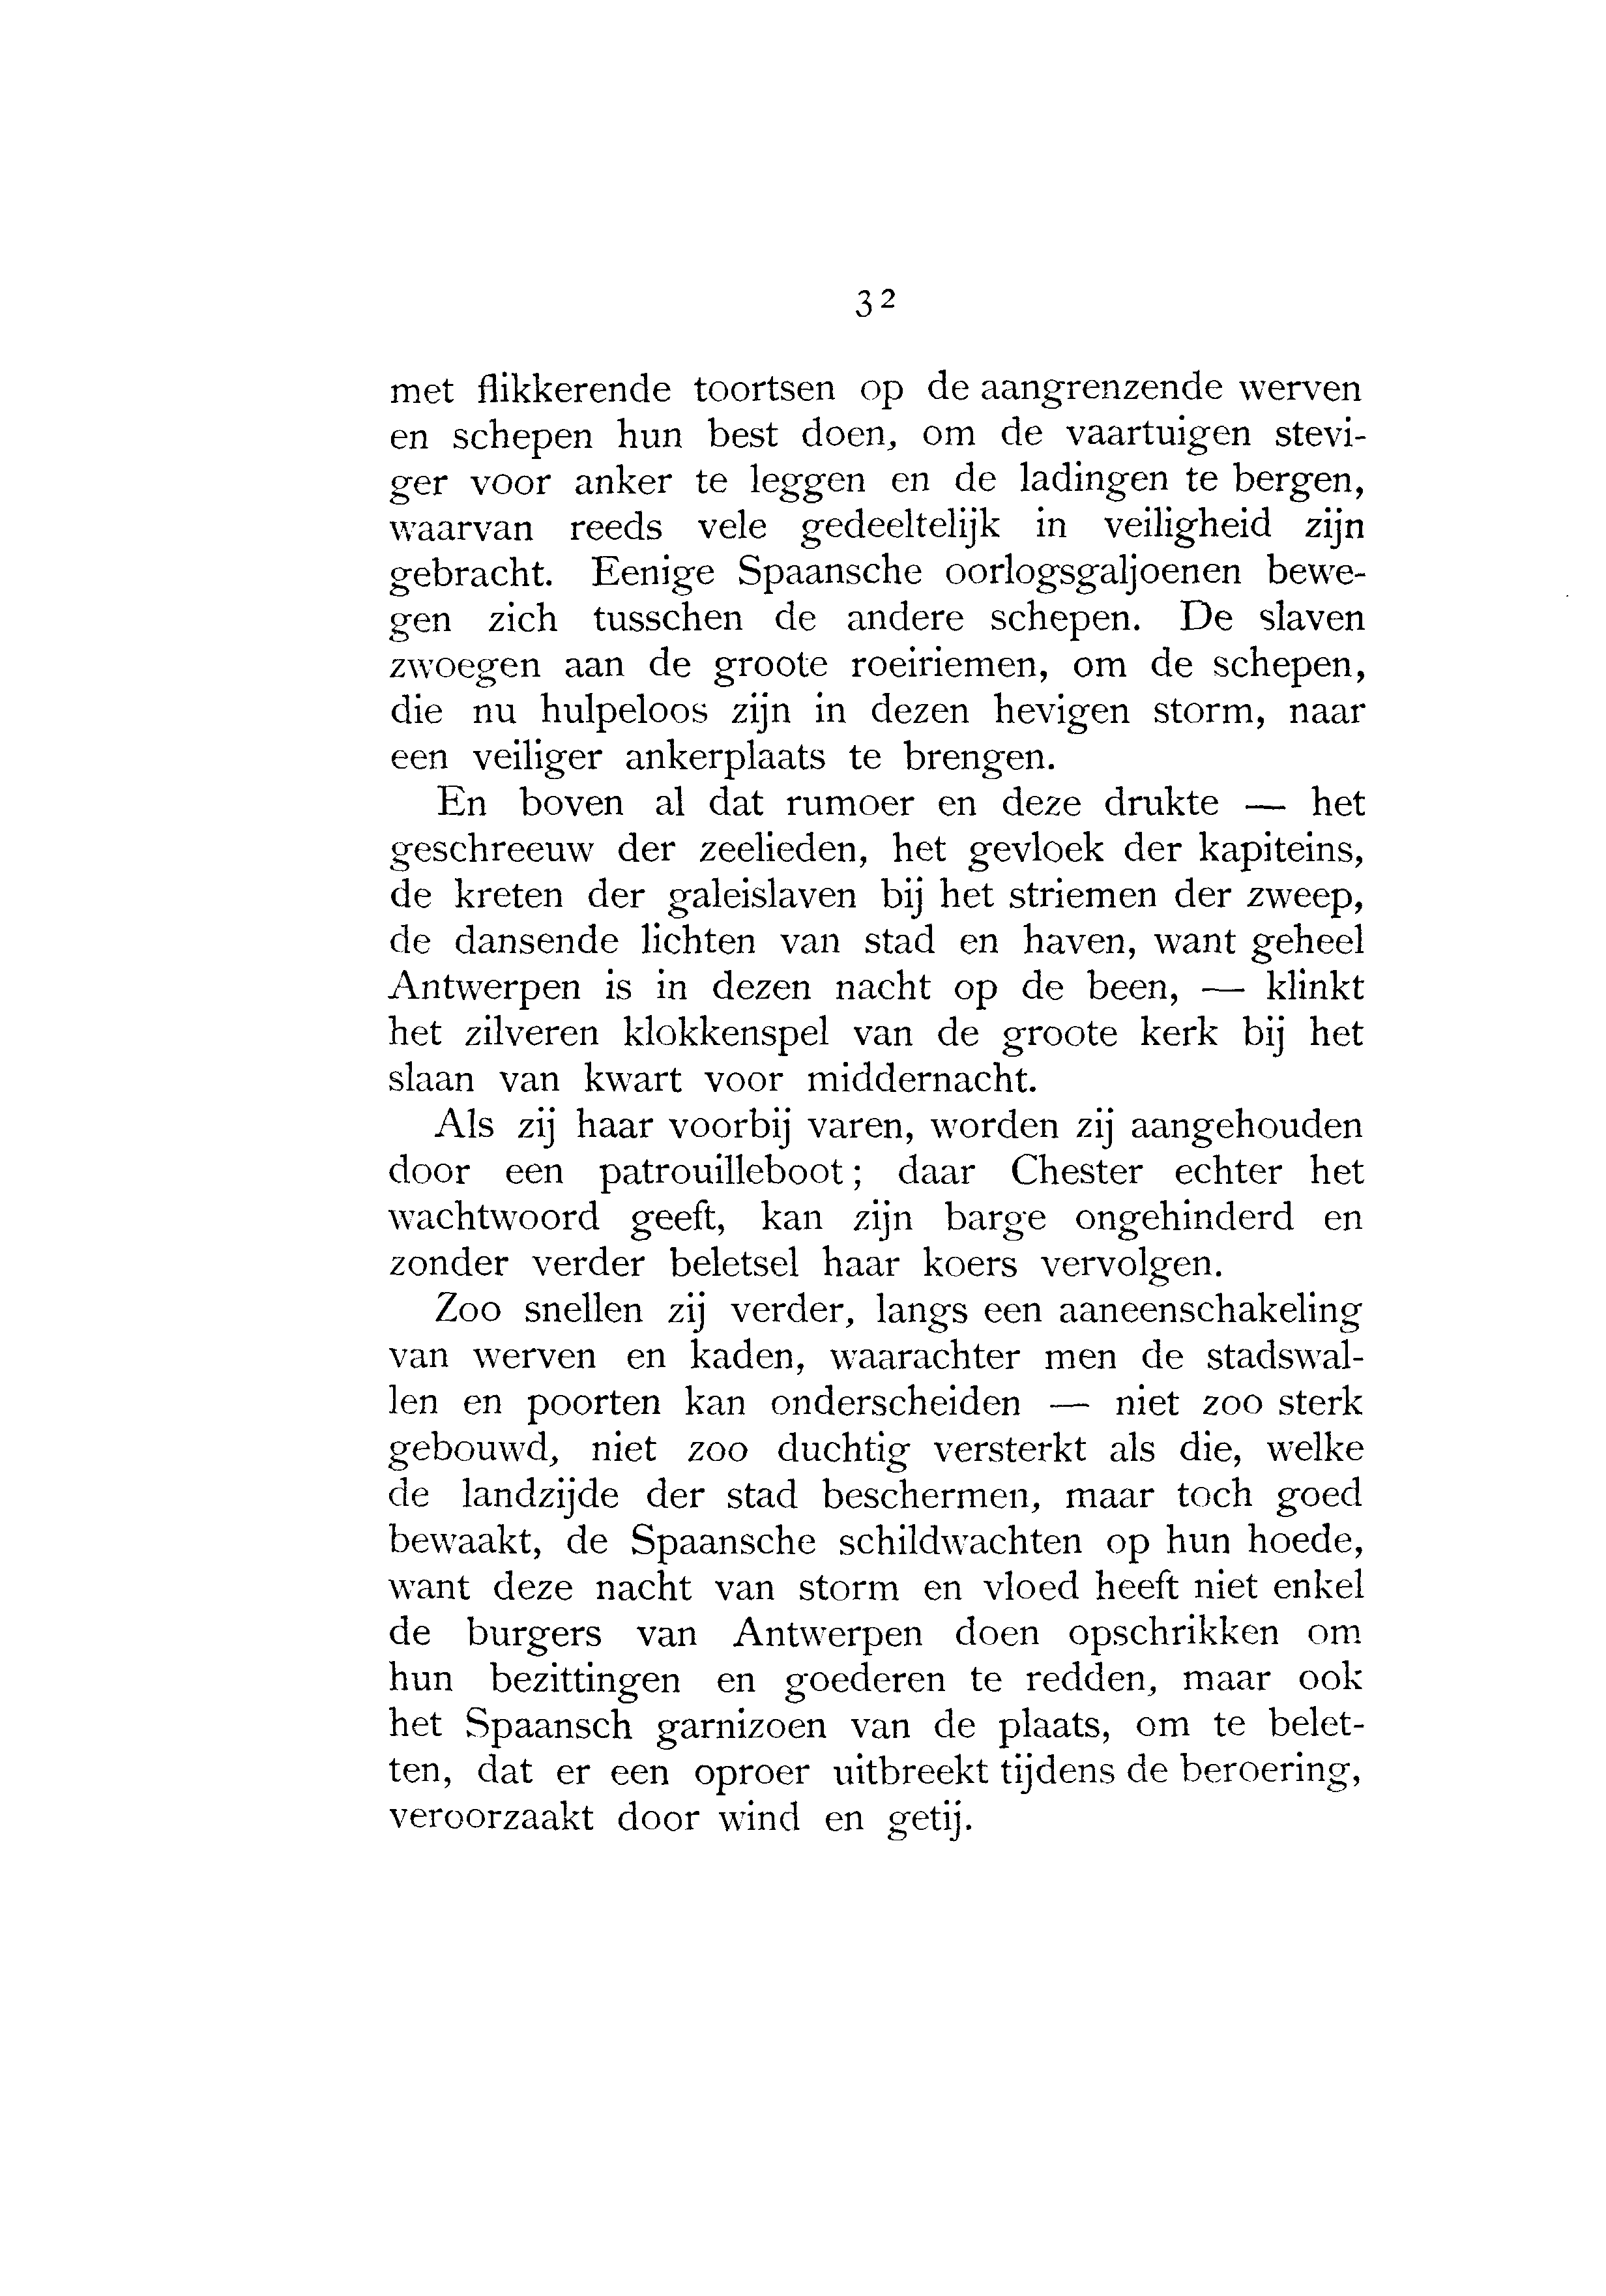 32
met flikkerende toortsen op de aangrenzende werven
en schepen hun best doen, om de vaartuigen stevi-
ger voor anker te leggen en de ladingen te bergen,
waarvan reeds vele gedeeltelijk in veiligheid zijn
gebracht. Eenige Spaansche oorlogsgaljoenen bewe-
gen zich tusschen de andere schepen. De slaven
zwoegen aan de groote roeiriemen, om de schepen,
die nu hulpeloos zijn in dezen hevigen storm, naar
een veiliger ankerplaats te brengen.
En boven al dat rumoer en deze drukte — het
geschreeuw der zeelieden, het gevloek der kapiteins,
de kreten der galeislaven bij het striemen der zweep,
de dansende lichten van stad en haven, want geheel
Antwerpen is in dezen nacht op de been, — klinkt
het zilveren klokkenspel van de groote kerk bij het
slaan van kwart voor middernacht.
Als zij haar voorbij varen, worden zij aangehouden
door een patrouilleboot; daar Chester echter het
wachtwoord geeft, kan zijn barge ongehinderd en
zonder verder beletsel haar koers vervolgen.
Zoo snellen zij verder, langs een aaneenschakeling
van werven en kaden, waarachter men de stadswal-
len en poorten kan onderscheiden — niet zoo sterk
gebouwd, niet zoo duchtig versterkt als die, welke
de landzijde der stad beschermen, maar toch goed
bewaakt, de Spaansche schildwachten op hun hoede,
want deze nacht van storm en vloed heeft niet enkel
de burgers van Antwerpen doen opschrikken om
hun bezittingen en goederen te redden, maar ook
het Spaansch garnizoen van de plaats, om te belet-
ten, dat er een oproer uitbreekt tijdens de beroering,
veroorzaakt door wind en getij.